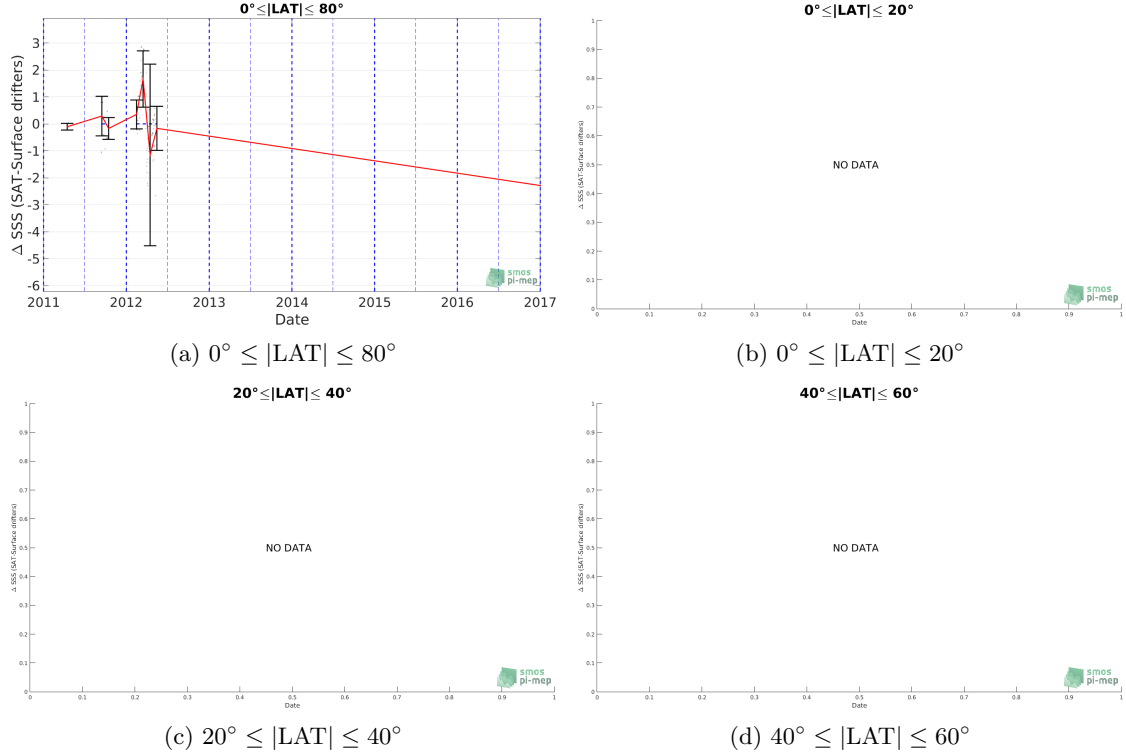 0°≤|LAT|≤ 80°
Δ SSS (SAT-Surface drifters)
3
2
1
0
-1
-2
-3
-4
-5
-6
2011 2012 2013 2014 2015 2016 2017
Date
smos
pi-mep
(a) 0° ≤ |LAT| ≤ 80°
0°≤|LAT|≤ 20°
Δ SSS (SAT-Surface drifters)
1
0.9
0.8
0.7
0.6
0.5
0.4
0.3
0.2
0.1
0
NO DATA
0 0.1 0.2 0.3 0.4 0.5 0.6 0.7 0.8 0.9 1
Date
smos
pi-mep
(b) 0° ≤ |LAT| ≤ 20°
20°≤|LAT|≤ 40°
Δ SSS (SAT-Surface drifters)
1
0.9
0.8
0.7
0.6
0.5
0.4
0.3
0.2
0.1
0
NO DATA
0 0.1 0.2 0.3 0.4 0.5 0.6 0.7 0.8 0.9 1
Date
smos
pi-mep
(c) 20° ≤ |LAT| ≤ 40°
40°≤|LAT|≤ 60°
Δ SSS (SAT-Surface drifters)
1
0.9
0.8
0.7
0.6
0.5
0.4
0.3
0.2
0.1
0
NO DATA
0 0.1 0.2 0.3 0.4 0.5 0.6 0.7 0.8 0.9 1
Date
smos
pi-mep
(d) 40° ≤ |LAT| ≤ 60°